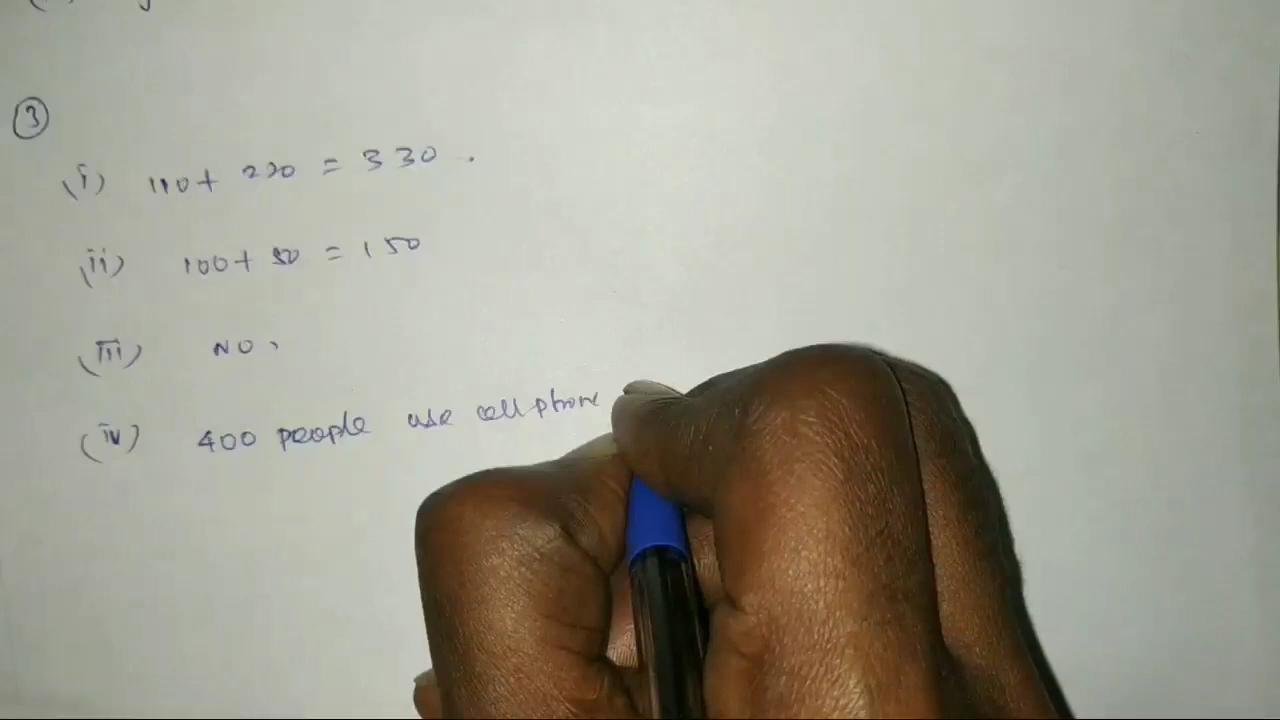 3
(i) 110 + 220 = 330.
(ii) 100 + 50 = 150
(iii) NO,
(iv) 400 people use cell phone